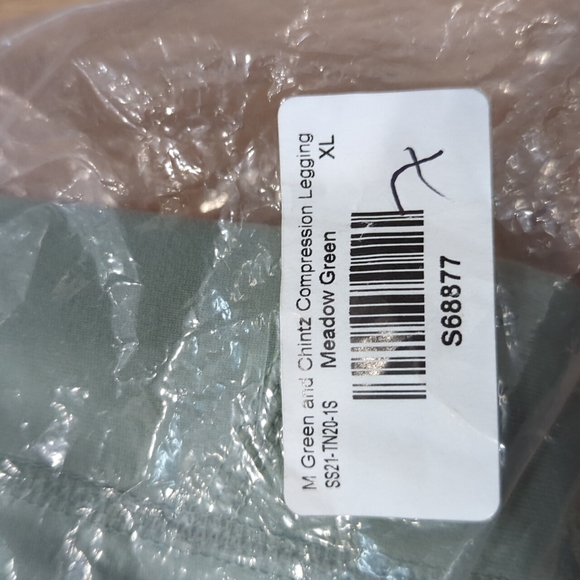 M Green and Chintz Compression Legging
SS21-TN20-1S Meadow Green XL
S68877